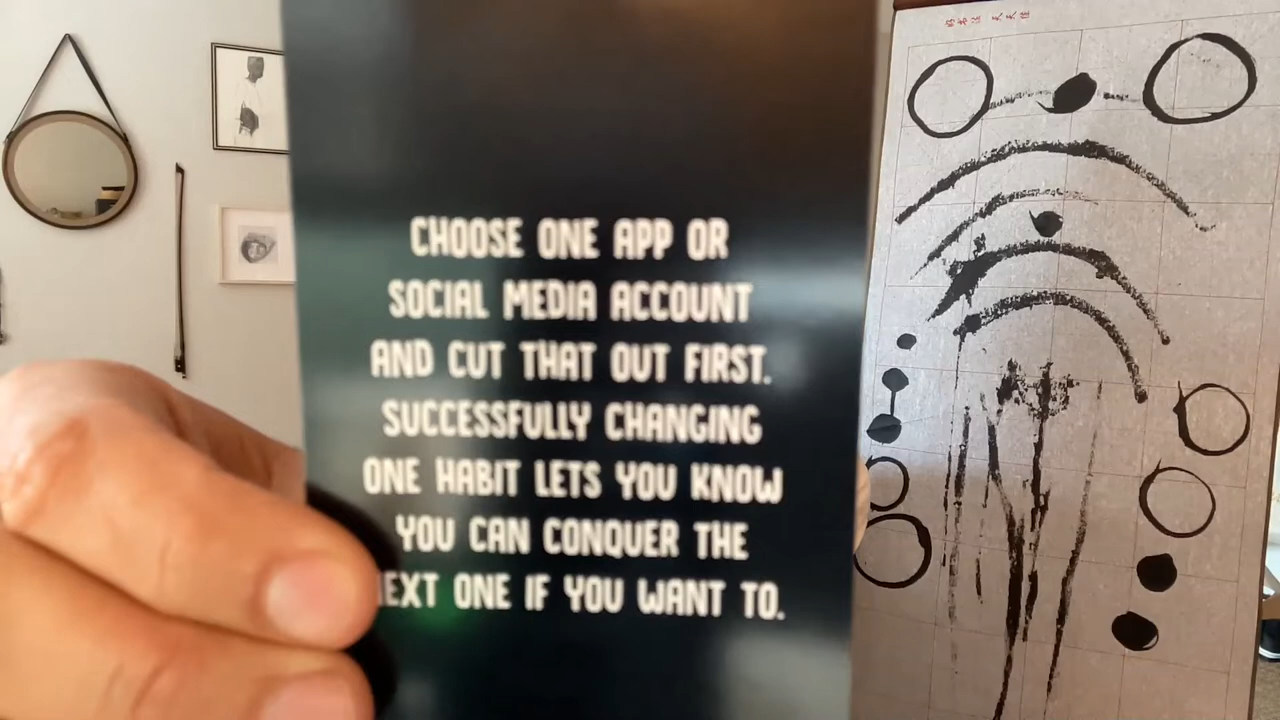 CHOOSE ONE APP OR
SOCIAL MEDIA ACCOUNT
AND CUT THAT OUT FIRST.
SUCCESSFULLY CHANGING
ONE HABIT LETS YOU KNOW
YOU CAN CONQUER THE
NEXT ONE IF YOU WANT TO.